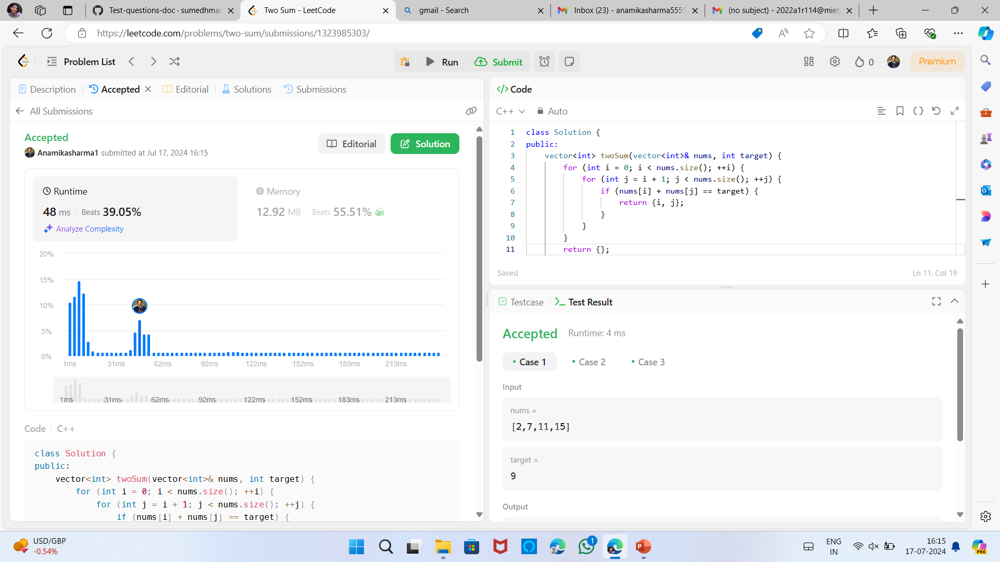 Test-questions-doc · sumedhmar
Two Sum - LeetCode
gmail - Search
Inbox (23) - anamikasharma5555
(no subject) - 2022a1r114@miet
https://leetcode.com/problems/two-sum/submissions/1323985303/
Problem List
Run
Submit
0
Premium
Description
Accepted
Editorial
Solutions
Submissions
All Submissions
Accepted
Anamikasharma1 submitted at Jul 17, 2024 16:15
Editorial
Solution
Runtime
48 ms
Beats 39.05%
Analyze Complexity
Memory
12.92 MB
Beats 55.51%
20%
15%
10%
5%
0%
1ms
31ms
62ms
92ms
122ms
152ms
183ms
213ms
1ms
31ms
62ms
92ms
122ms
152ms
183ms
213ms
Code
C++
class Solution {
public:
    vector<int> twoSum(vector<int>& nums, int target) {
        for (int i = 0; i < nums.size(); ++i) {
            for (int j = i + 1; j < nums.size(); ++j) {
                if (nums[i] + nums[j] == target) {
</> Code
C++
Auto
1 class Solution {
2 public:
3     vector<int> twoSum(vector<int>& nums, int target) {
4         for (int i = 0; i < nums.size(); ++i) {
5             for (int j = i + 1; j < nums.size(); ++j) {
6                 if (nums[i] + nums[j] == target) {
7                     return {i, j};
8                 }
9             }
10         }
11         return {};
Saved
Ln 11, Col 19
Testcase
Test Result
Accepted
Runtime: 4 ms
Case 1
Case 2
Case 3
Input
nums =
[2,7,11,15]
target =
9
Output
USD/GBP
-0.54%
1
ENG
IN
16:15
17-07-2024
PRE